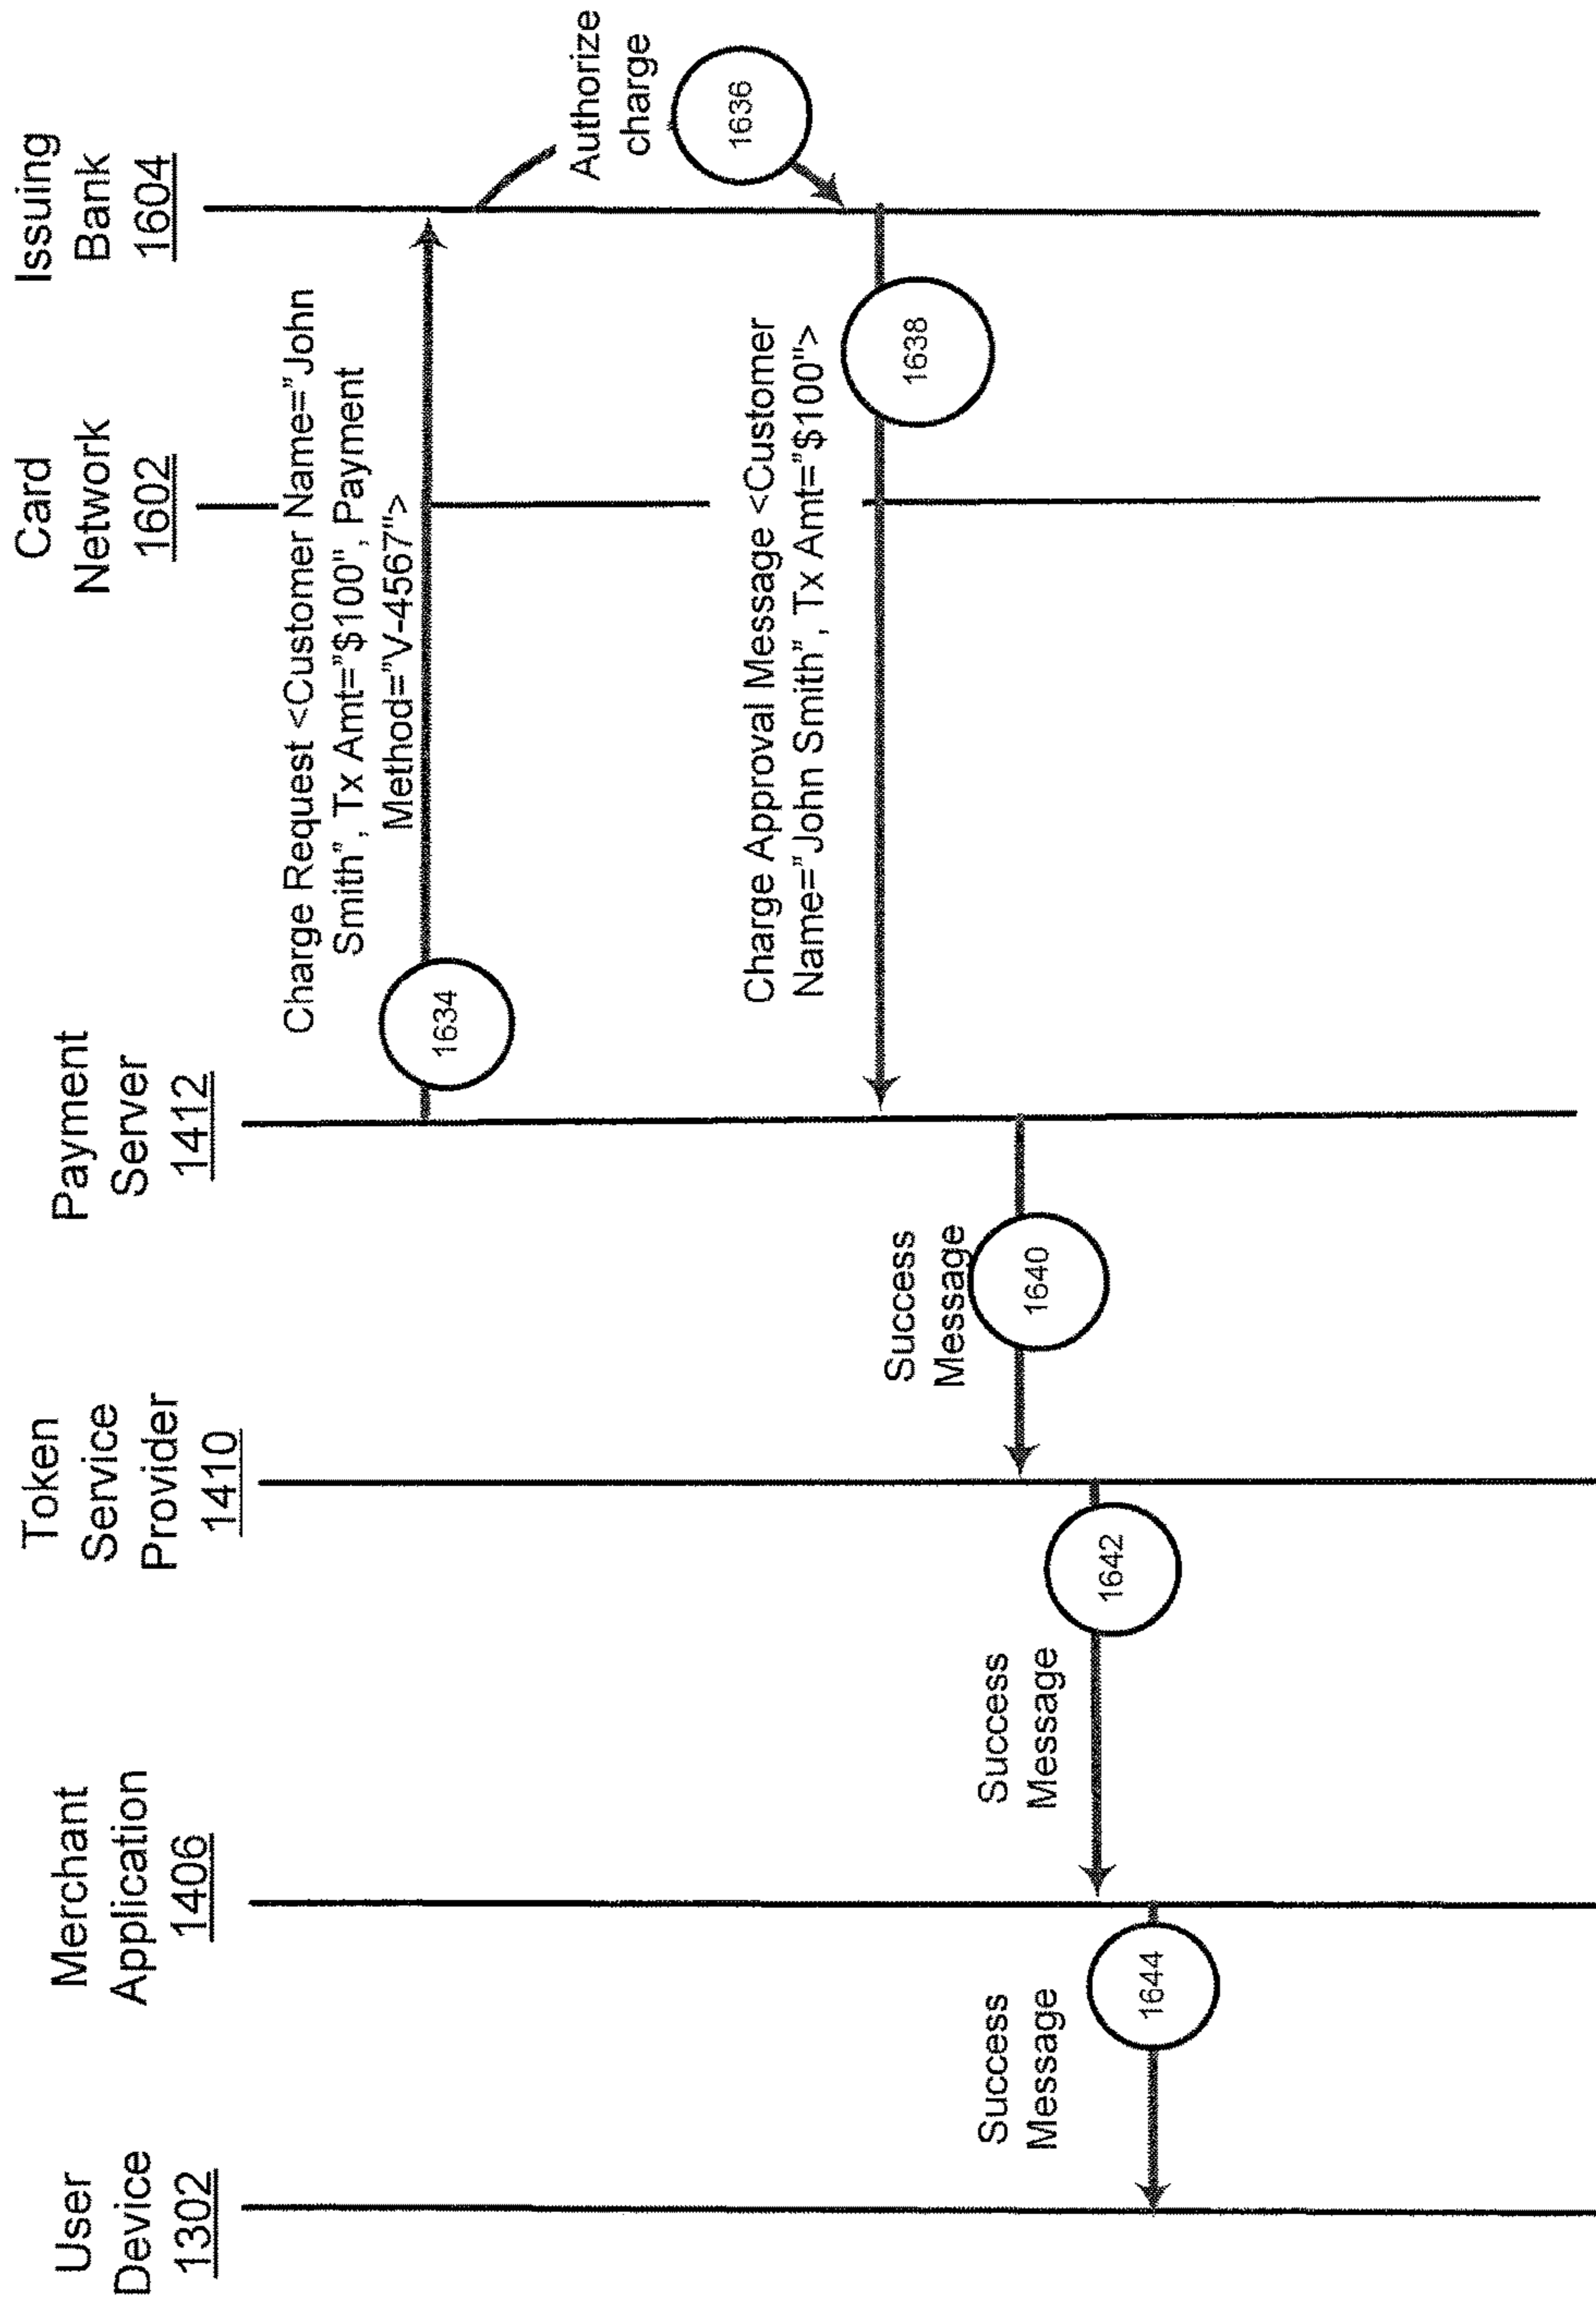 User
Device
1302
Merchant
Application
1406
Token
Service
Provider
1410
Payment
Server
1412
Card
Network
1602
Issuing
Bank
1604
Charge Request <Customer Name=”John
Smith”, Tx Amt=”$100", Payment
Method=”V-4567">
1634
Authorize
charge
1636
Charge Approval Message <Customer
Name=”John Smith”, Tx Amt=”$100">
1638
Success
Message
1640
Success
Message
1642
Success
Message
1644